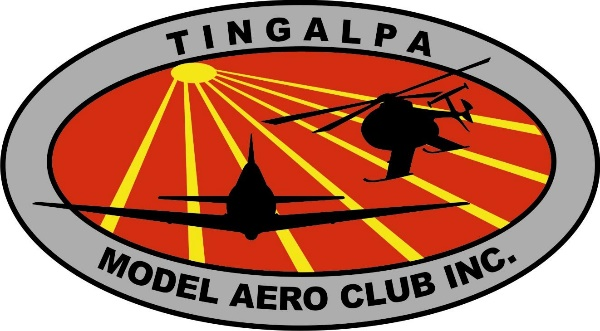 TINGALPA
MODEL AERO CLUB INC.